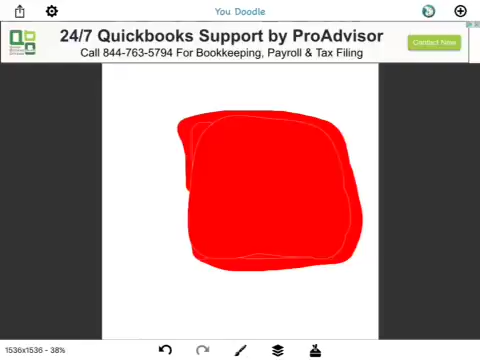 You Doodle
24/7 Quickbooks Support by ProAdvisor
Call 844-763-5794 For Bookkeeping, Payroll & Tax Filing
Contact Now
1536x1536 - 38%